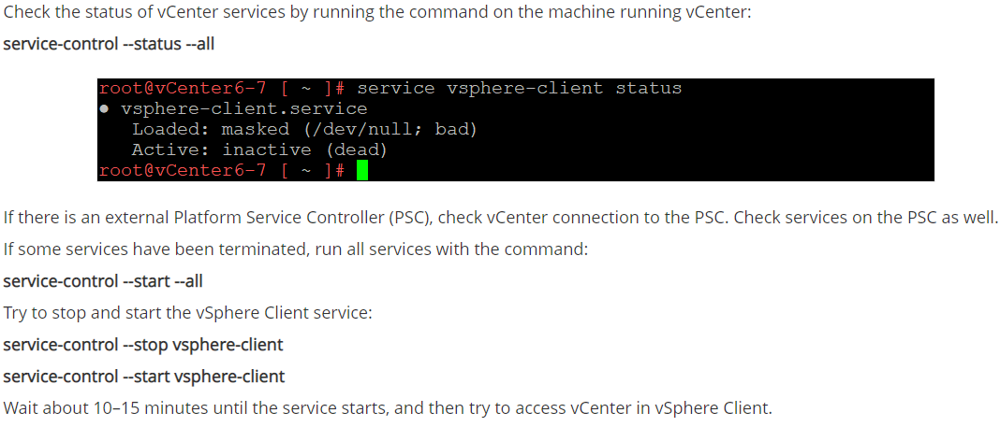 Check the status of vCenter services by running the command on the machine running vCenter:
service-control --status --all
root@vCenter6-7 [ ~ ]# service vsphere-client status
● vsphere-client.service
Loaded: masked (/dev/null; bad)
Active: inactive (dead)
root@vCenter6-7 [ ~ ]#
If there is an external Platform Service Controller (PSC), check vCenter connection to the PSC. Check services on the PSC as well.
If some services have been terminated, run all services with the command:
service-control --start --all
Try to stop and start the vSphere Client service:
service-control --stop vsphere-client
service-control --start vsphere-client
Wait about 10–15 minutes until the service starts, and then try to access vCenter in vSphere Client.